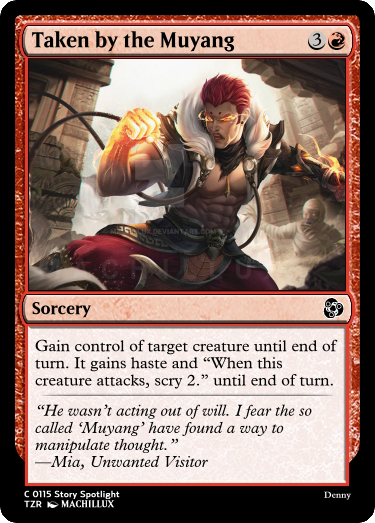 Taken by the Muyang
3
Sorcery
Gain control of target creature until end of
turn. It gains haste and “When this
creature attacks, scry 2.” until end of turn.
“He wasn't acting out of will. I fear the so
called ‘Muyang’ have found a way to
manipulate thought.”
—Mia, Unwanted Visitor
C 0115 Story Spotlight
TZR MACHILLUX
Denny